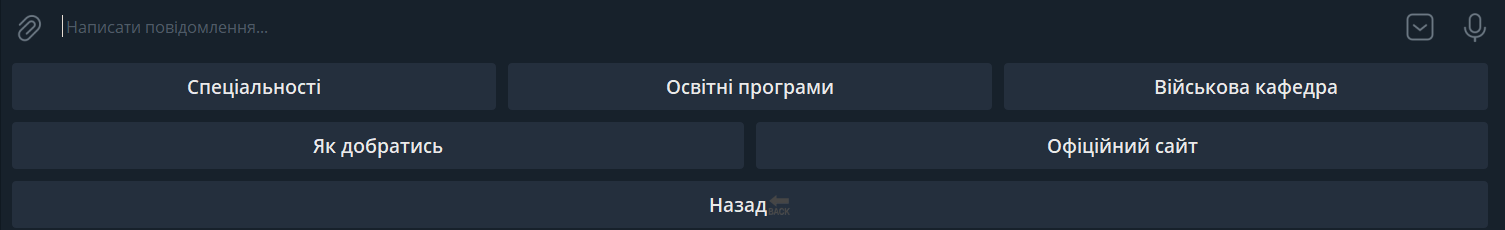 Написати повідомлення...
Спеціальності Освітні програми Військова кафедра
Як добратись Офіційний сайт
Назад🔙